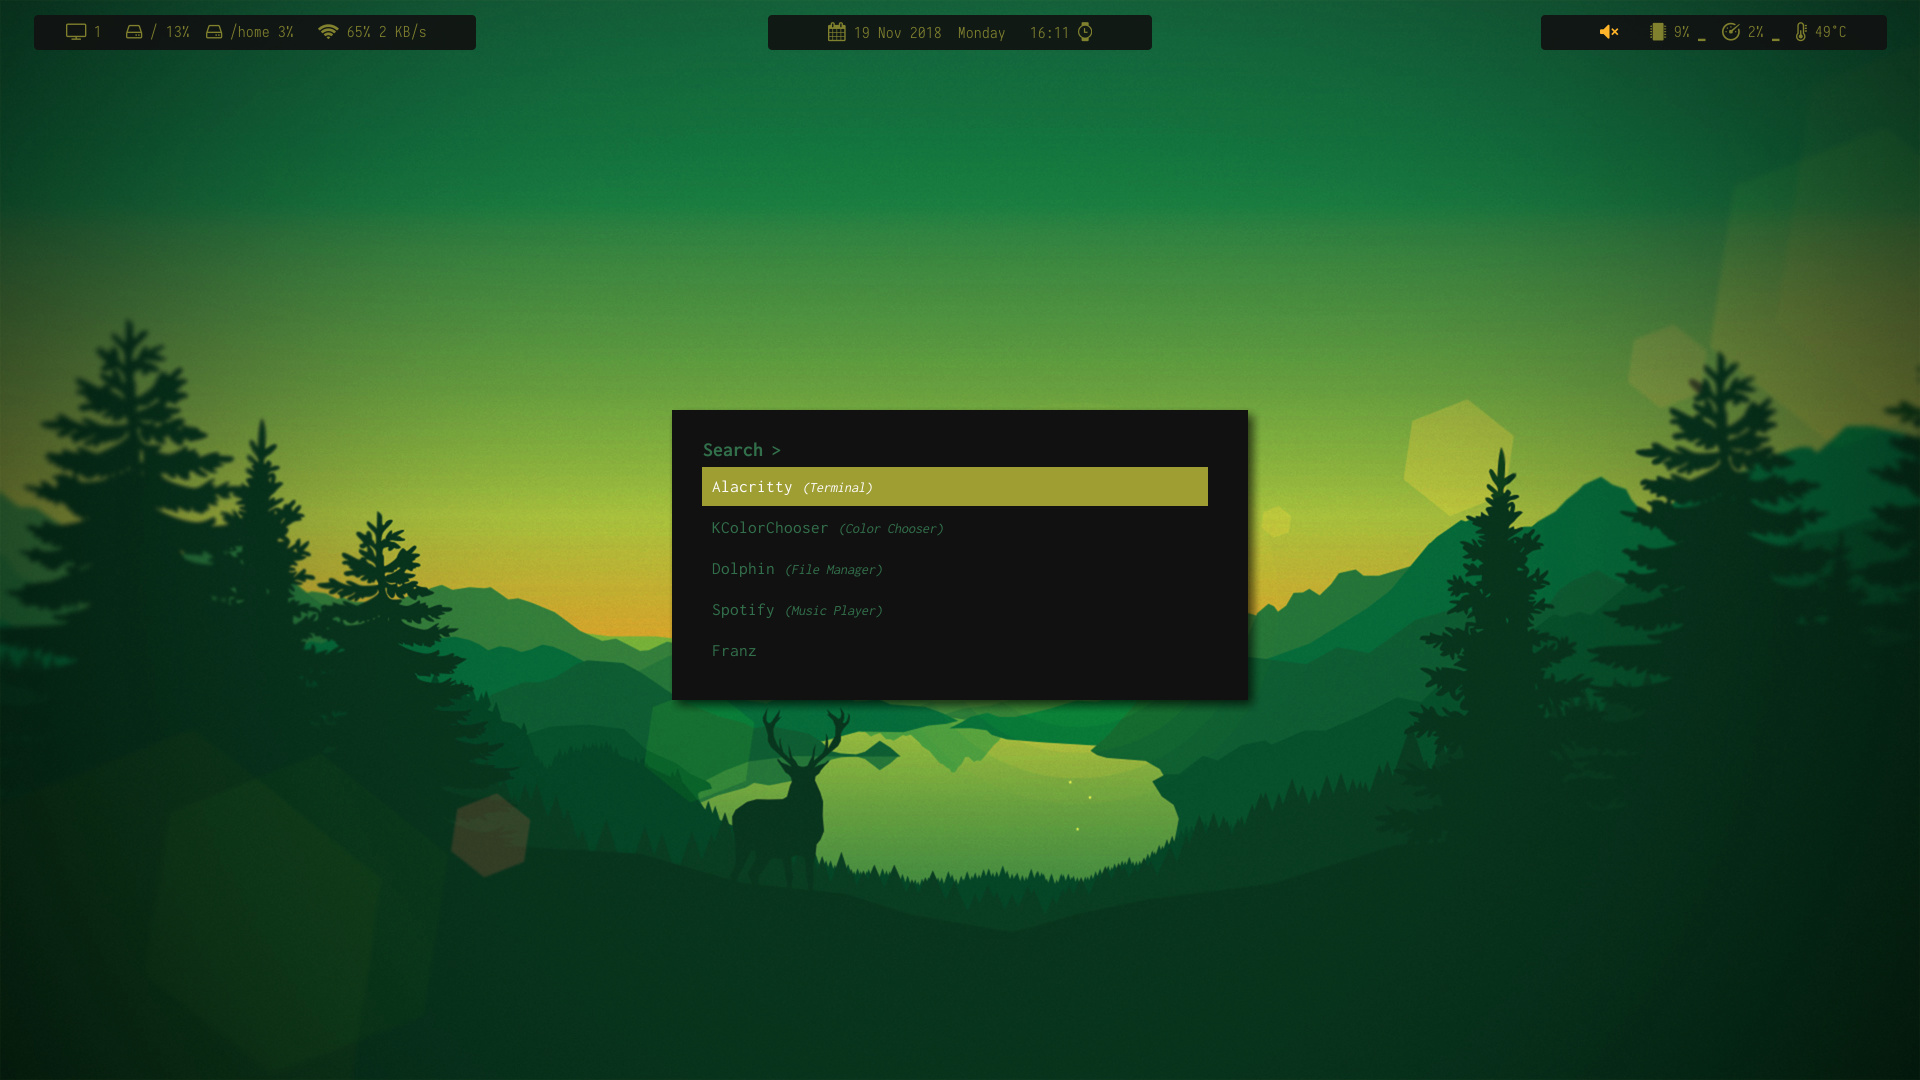 1 / 13% /home 3% 65% 2 KB/s
19 Nov 2018 Monday 16:11
9% _ 2% _ 49°C
Search >
Alacritty (Terminal)
KColorChooser (Color Chooser)
Dolphin (File Manager)
Spotify (Music Player)
Franz